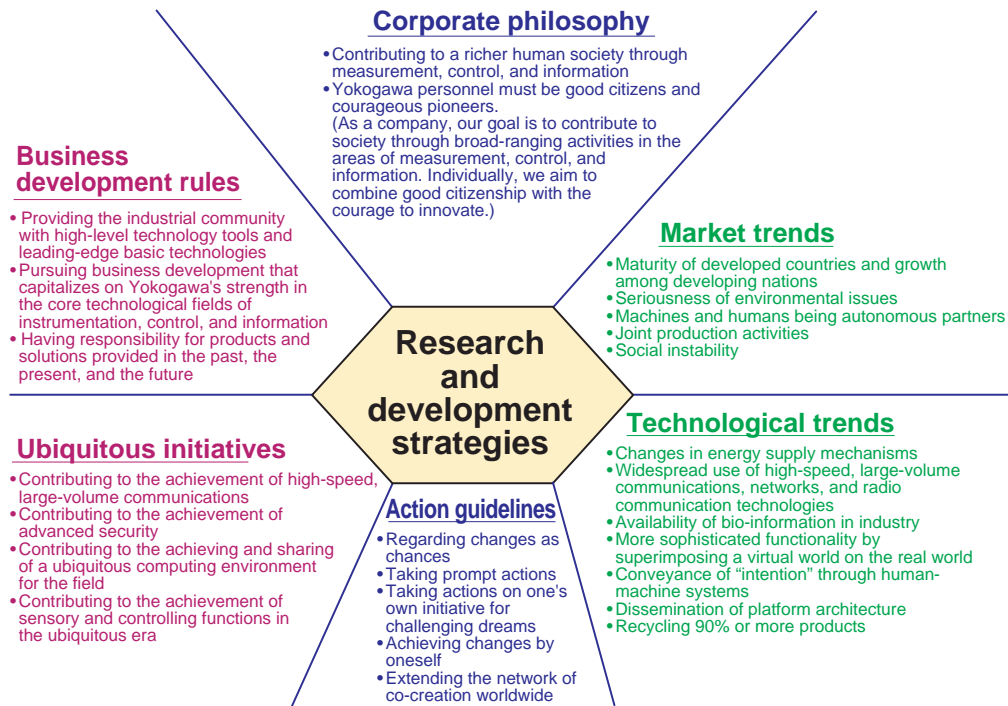 Corporate philosophy
•Contributing to a richer human society through
measurement, control, and information
•Yokogawa personnel must be good citizens and
courageous pioneers.
(As a company, our goal is to contribute to
society through broad-ranging activities in the
areas of measurement, control, and
information. Individually, we aim to
combine good citizenship with the
courage to innovate.)
Business
development rules
• Providing the industrial community
with high-level technology tools and
leading-edge basic technologies
•Pursuing business development that
capitalizes on Yokogawa's strength in
the core technological fields of
instrumentation, control, and information
• Having responsibility for products and
solutions provided in the past, the
present, and the future
Market trends
•Maturity of developed countries and growth
among developing nations
•Seriousness of environmental issues
•Machines and humans being autonomous partners
•Joint production activities
•Social instability
Research
and
development
strategies
Ubiquitous initiatives
•Contributing to the achievement of high-speed,
large-volume communications
•Contributing to the achievement of
advanced security
•Contributing to the achieving and sharing
of a ubiquitous computing environment
for the field
•Contributing to the achievement of
sensory and controlling functions in
the ubiquitous era
Action guidelines
•Regarding changes as
chances
•Taking prompt actions
•Taking actions on one's
own initiative for
challenging dreams
•Achieving changes by
oneself
•Extending the network of
co-creation worldwide
Technological trends
•Changes in energy supply mechanisms
•Widespread use of high-speed, large-volume
communications, networks, and radio
communication technologies
•Availability of bio-information in industry
•More sophisticated functionality by
superimposing a virtual world on the real world
•Conveyance of “intention” through human-
machine systems
•Dissemination of platform architecture
•Recycling 90% or more products